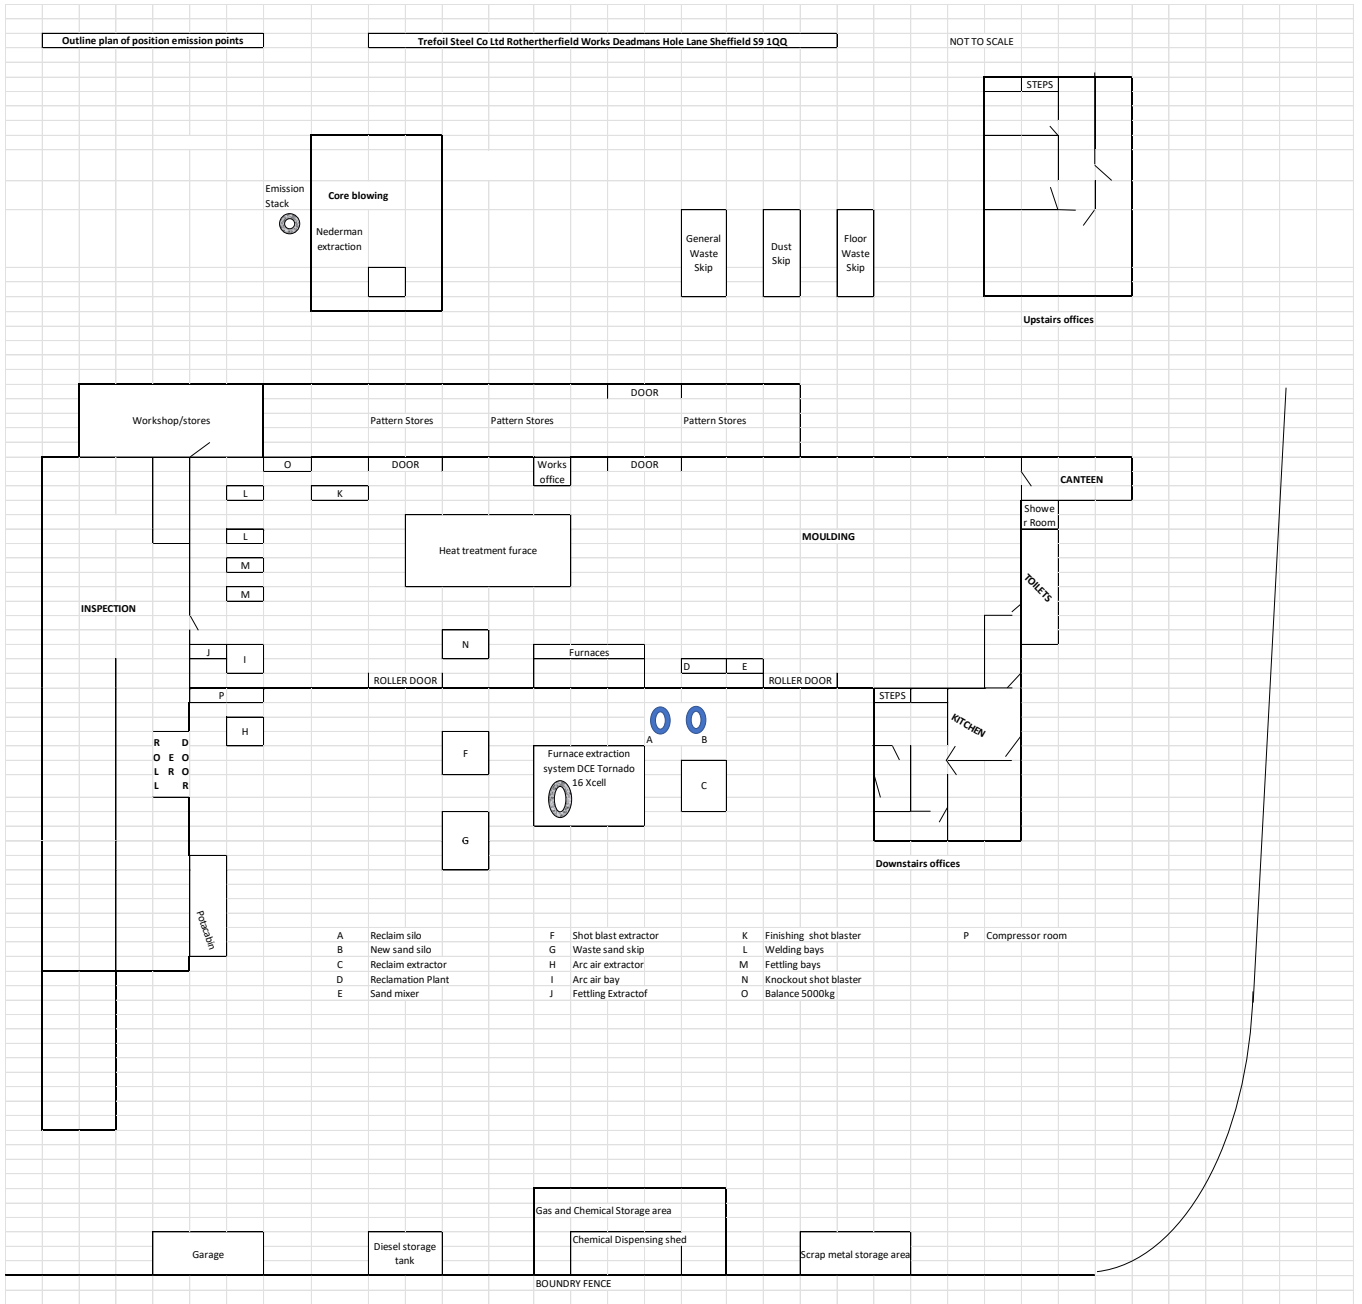 Outline plan of position emission points
Trefoil Steel Co Ltd Rothertherfield Works Deadmans Hole Lane Sheffield S9 1QQ
NOT TO SCALE
STEPS
Emission
Stack
Core blowing
Nederman
extraction
General
Waste
Skip
Dust
Skip
Floor
Waste
Skip
Upstairs offices
DOOR
Workshop/stores
Pattern Stores
Pattern Stores
Pattern Stores
O
DOOR
Works
office
DOOR
CANTEEN
L
K
Showe
r Room
L
MOULDING
Heat treatment furace
M
TOILETS
M
INSPECTION
N
J
I
Furnaces
D
E
ROLLER DOOR
ROLLER DOOR
P
STEPS
KITCHEN
H
A
B
R D
O E O
L R O
L R
F
Furnace extraction
system DCE Tornado
16 Xcell
C
G
Downstairs offices
Potacabin
A Reclaim silo
B New sand silo
C Reclaim extractor
D Reclamation Plant
E Sand mixer
F Shot blast extractor
G Waste sand skip
H Arc air extractor
I Arc air bay
J Fettling Extractof
K Finishing shot blaster
L Welding bays
M Fettling bays
N Knockout shot blaster
O Balance 5000kg
P Compressor room
Gas and Chemical Storage area
Chemical Dispensing shed
Garage
Diesel storage
tank
Scrap metal storage area
BOUNDRY FENCE